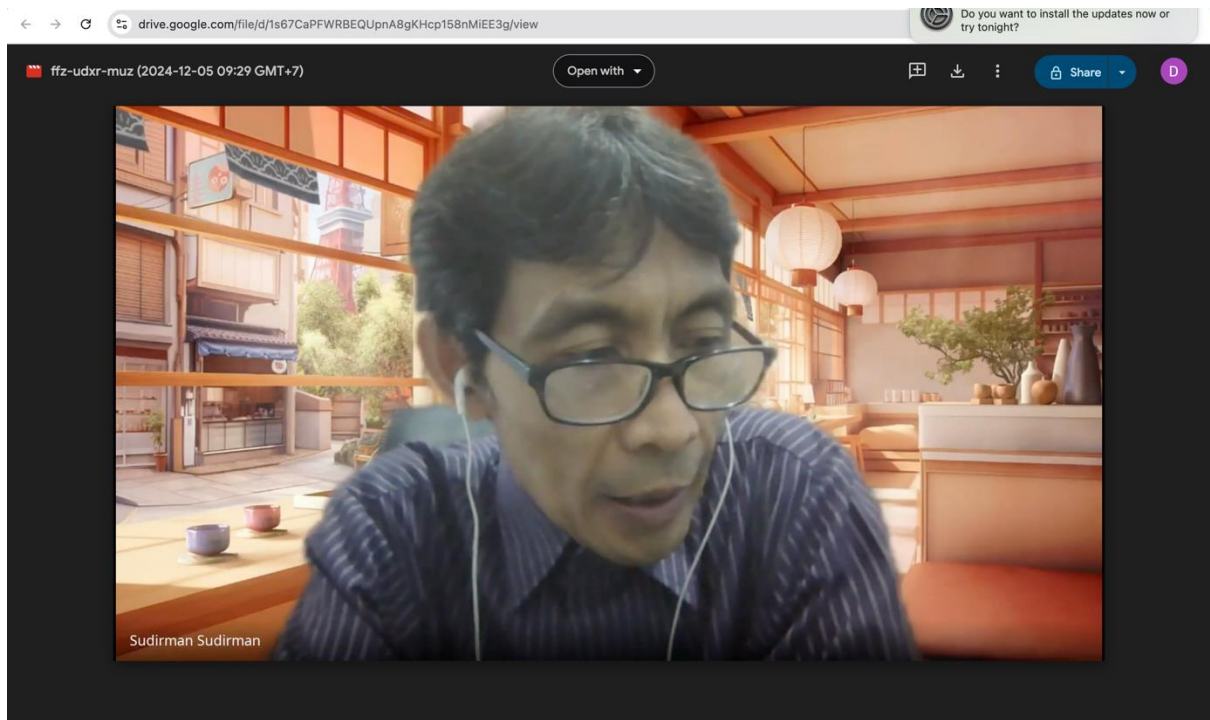 drive.google.com/file/d/1s67CaPFWRBEQUpnA8gKHcp158nMiEE3g/view
Do you want to install the updates now or
try tonight?
ffz-udxr-muz (2024-12-05 09:29 GMT+7)
Open with
Share
D
Sudirman Sudirman